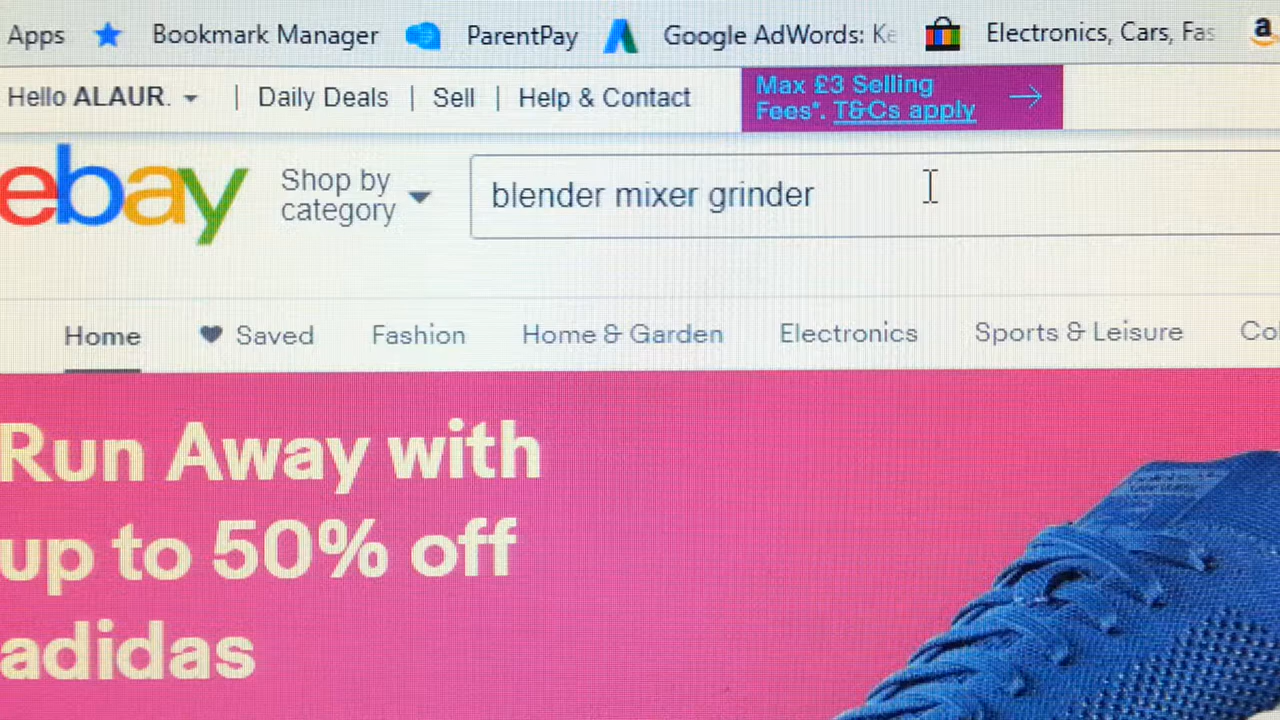 Apps Bookmark Manager ParentPay Google AdWords: Ke Electronics, Cars, Fas
Hello ALAUR. Daily Deals Sell Help & Contact
Max £3 Selling
Fees*. T&Cs apply
ebay
Shop by
category
blender mixer grinder
Home Saved Fashion Home & Garden Electronics Sports & Leisure Co
Run Away with
up to 50% off
adidas